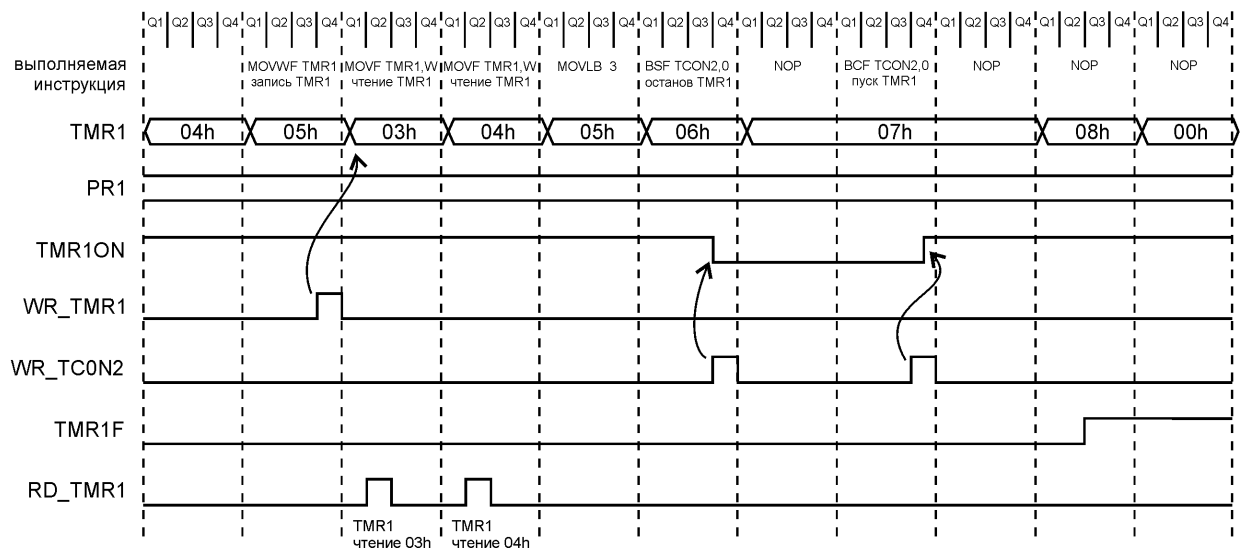 Q1 Q2 Q3 Q4 Q1 Q2 Q3 Q4 Q1 Q2 Q3 Q4 Q1 Q2 Q3 Q4 Q1 Q2 Q3 Q4 Q1 Q2 Q3 Q4 Q1 Q2 Q3 Q4 Q1 Q2 Q3 Q4 Q1 Q2 Q3 Q4 Q1 Q2 Q3 Q4 Q1 Q2 Q3 Q4
выполняемая MOVWF TMR1 MOVF TMR1,W MOVF TMR1,W MOVLB 3 BSF TCON2,0 NOP BCF TCON2,0 NOP NOP NOP
инструкция запись TMR1 чтение TMR1 чтение TMR1 останов TMR1 пуск TMR1
TMR1 04h 05h 03h 04h 05h 06h 07h 08h 00h
PR1
TMR1ON
WR_TMR1
WR_TC0N2
TMR1F
RD_TMR1
TMR1 TMR1
чтение 03h чтение 04h